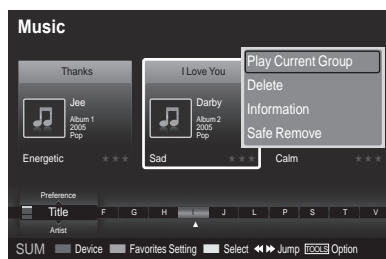 Music
Thanks
Jee
Album 1
2005
Pop
Energetic
I Love You
Darby
Album 2
2005
Pop
Sad
Calm
Play Current Group
Delete
Information
Safe Remove
Preference
Title F G H I J L P S T V
Artist
SUM Device Favorites Setting Select Jump TOOLS Option